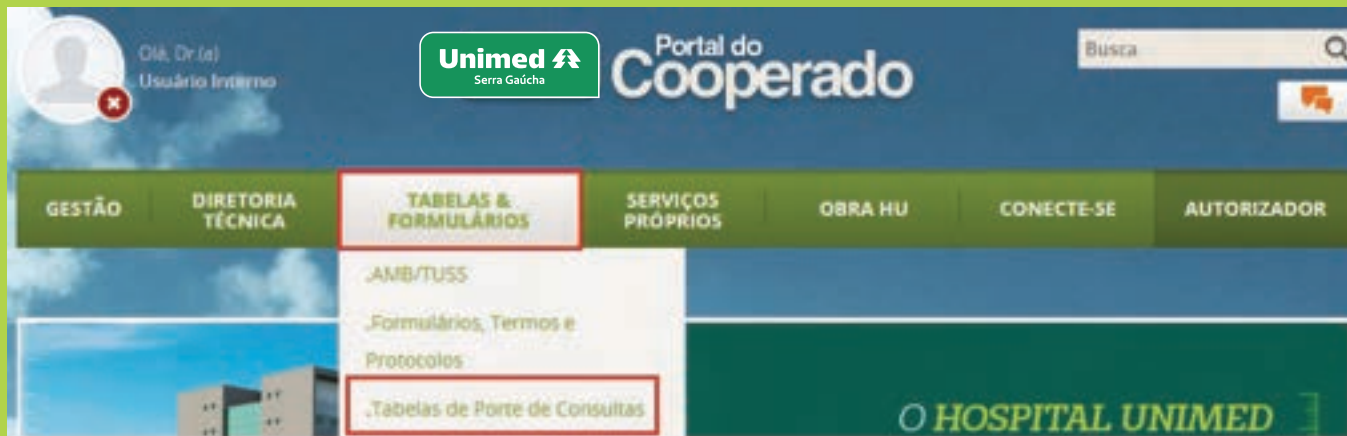 Olá, Dr.(a)
Usuário Interno
Unimed
Serra Gaúcha
Portal do
Cooperado
Busca
GESTÃO
DIRETORIA
TÉCNICA
TABELAS &
FORMULÁRIOS
SERVIÇOS
PRÓPRIOS
OBRA HU
CONECTE-SE
AUTORIZADOR
.AMB/TUSS
.Formulários, Termos e
Protocolos
.Tabelas de Porte de Consultas
O HOSPITAL UNIMED